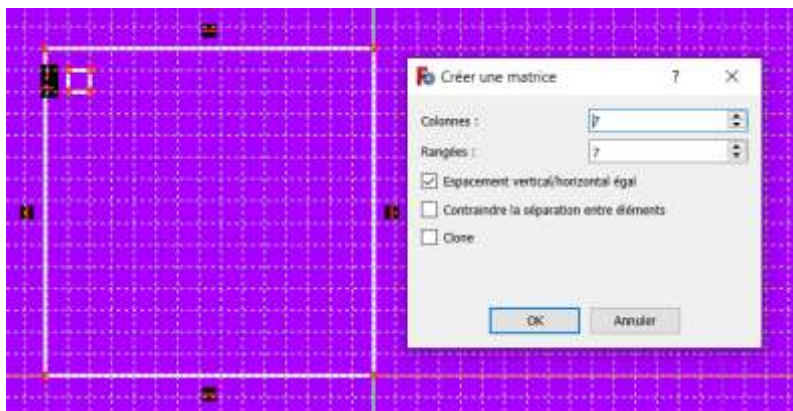 Créer une matrice ? ×
Colonnes : 7
Rangées : 7
Espacement vertical/horizontal égal
Contraindre la séparation entre éléments
Clone
OK Annuler